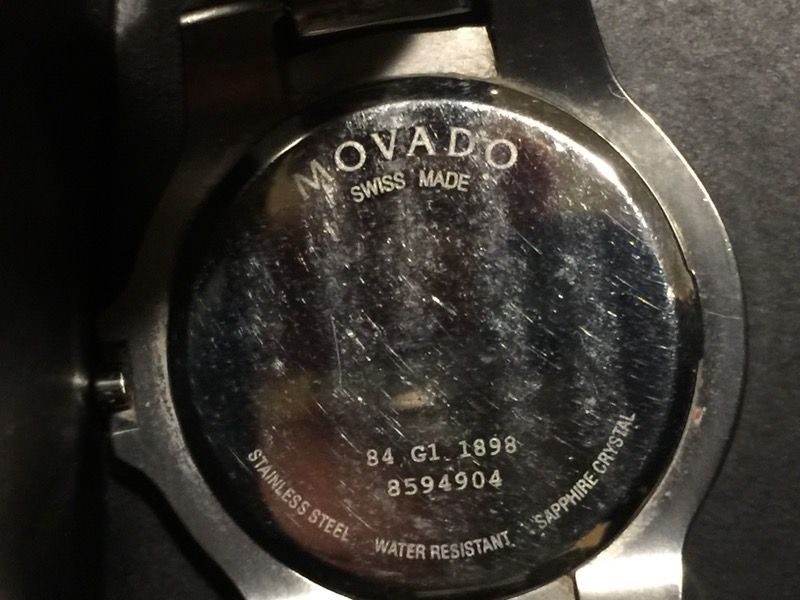 MOVADO
SWISS MADE
84 G1 1898
8594904
STAINLESS STEEL WATER RESISTANT SAPPHIRE CRYSTAL